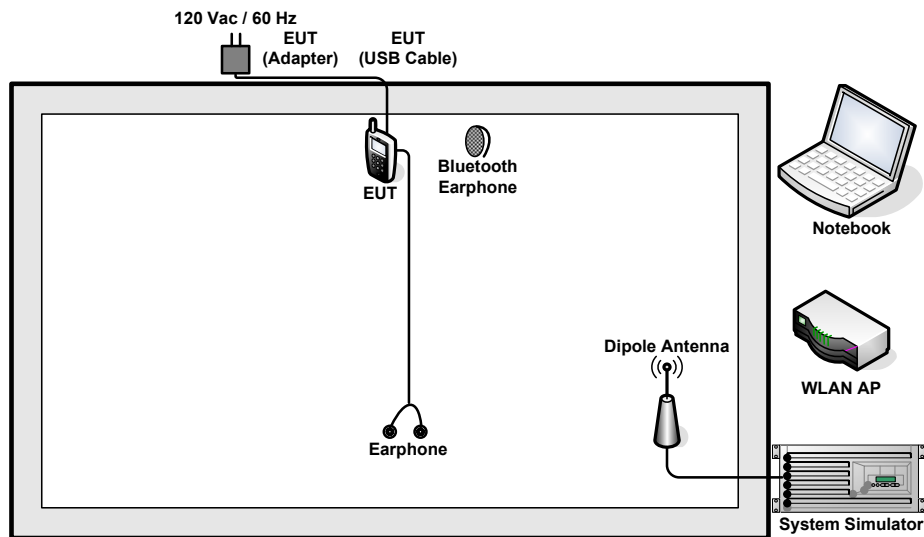 120 Vac / 60 Hz
EUT
(Adapter)
EUT
(USB Cable)
EUT
Bluetooth
Earphone
Notebook
Dipole Antenna
WLAN AP
Earphone
System Simulator